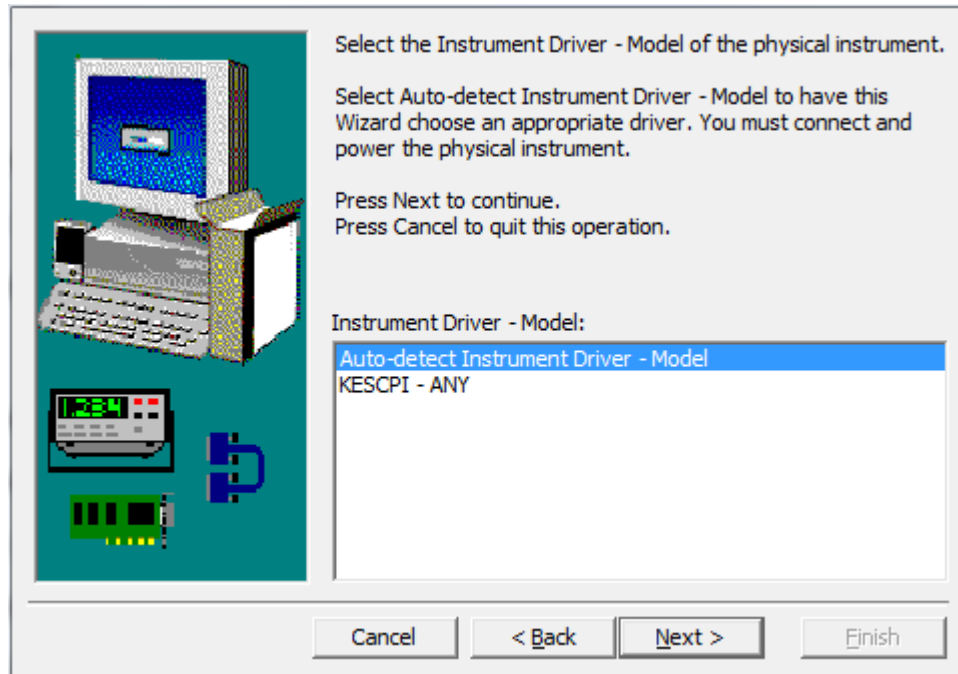 Select the Instrument Driver - Model of the physical instrument.
Select Auto-detect Instrument Driver - Model to have this
Wizard choose an appropriate driver. You must connect and
power the physical instrument.
Press Next to continue.
Press Cancel to quit this operation.
1.234
Instrument Driver - Model:
Auto-detect Instrument Driver - Model
KESCPI - ANY
Cancel
< Back
Next >
Finish